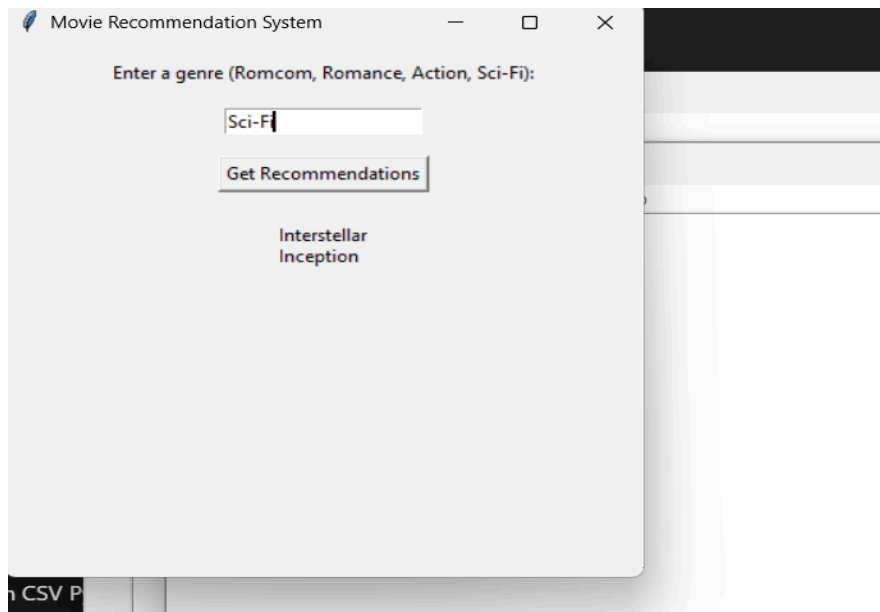 Movie Recommendation System
Enter a genre (Romcom, Romance, Action, Sci-Fi):
Sci-Fi
Get Recommendations
Interstellar
Inception
CSV P